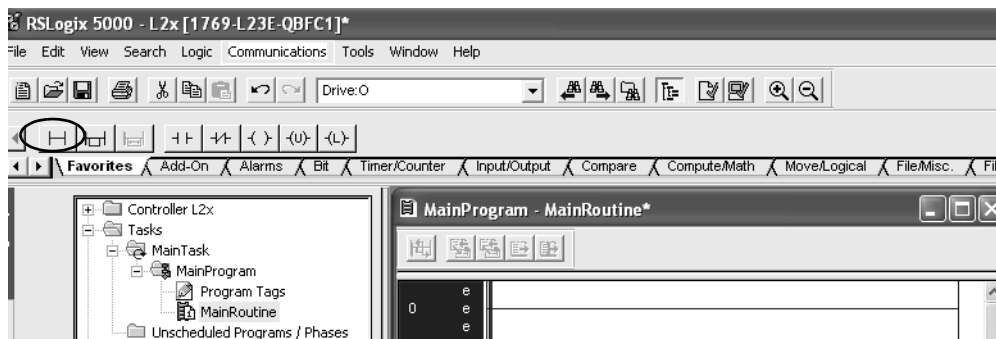 RSLogix 5000 - L2x [1769-L23E-QBFC1]*
File Edit View Search Logic Communications Tools Window Help
Drive:O
(U) (L)
Favorites Add-On Alarms Bit Timer/Counter Input/Output Compare Compute/Math Move/Logical File/Misc. Fil
Controller L2x
Tasks
MainTask
MainProgram
Program Tags
MainRoutine
Unscheduled Programs / Phases
MainProgram - MainRoutine*
e
0 e
e